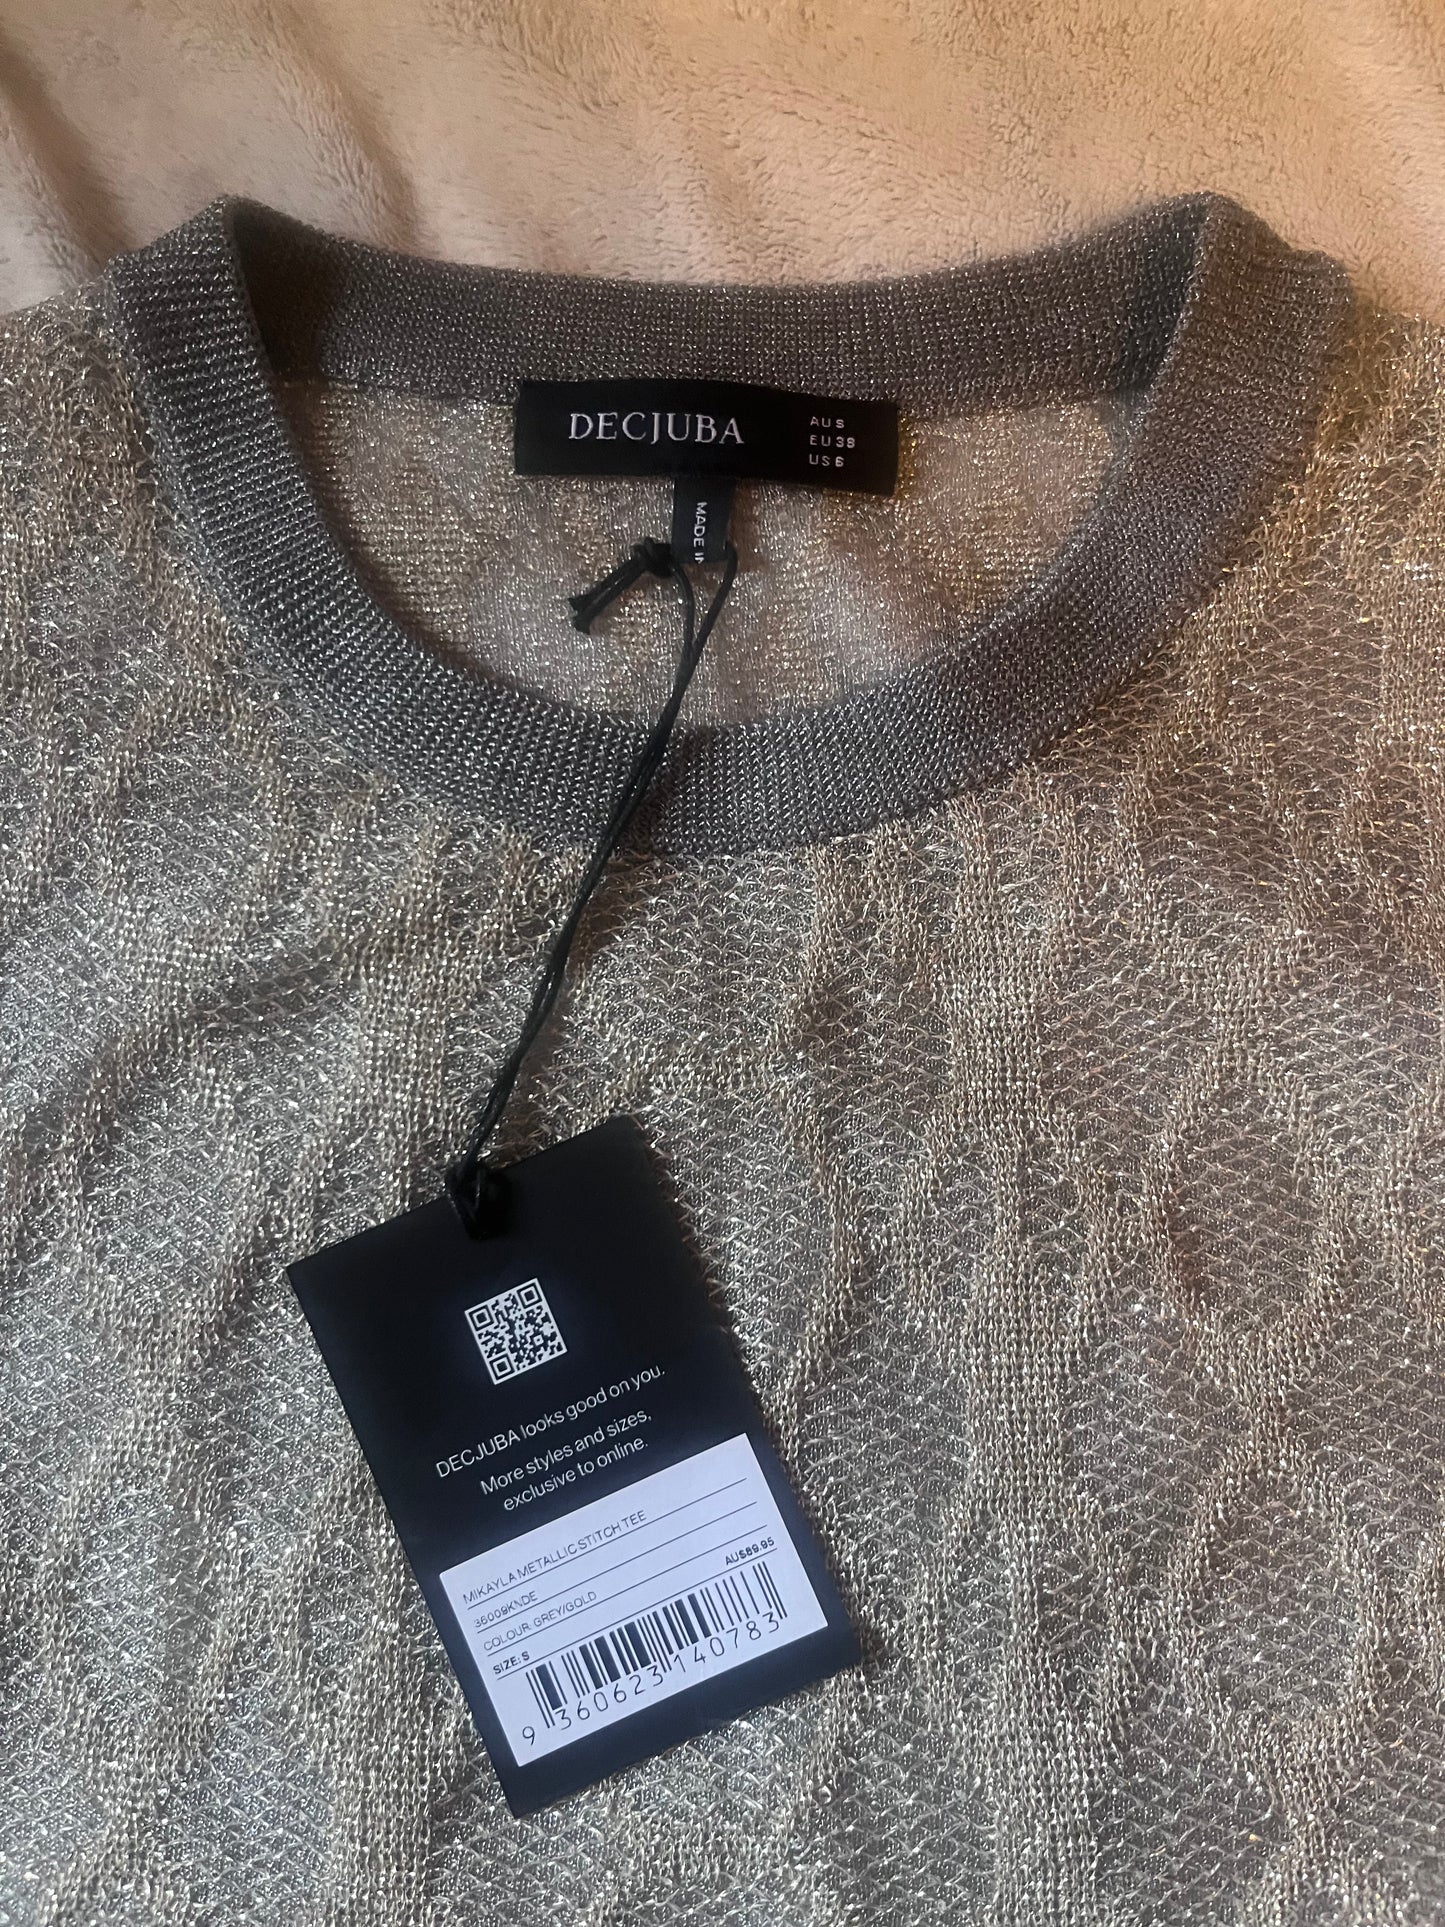 DECJUBA
AU S
EU 38
US 6
MADE IN
DECJUBA looks good on you.
More styles and sizes,
exclusive to online.
MIKAYLA METALLIC STITCH TEE
36009KNDE
COLOUR: GREY/GOLD
AU$89.95
SIZE: S
9 360623 140783